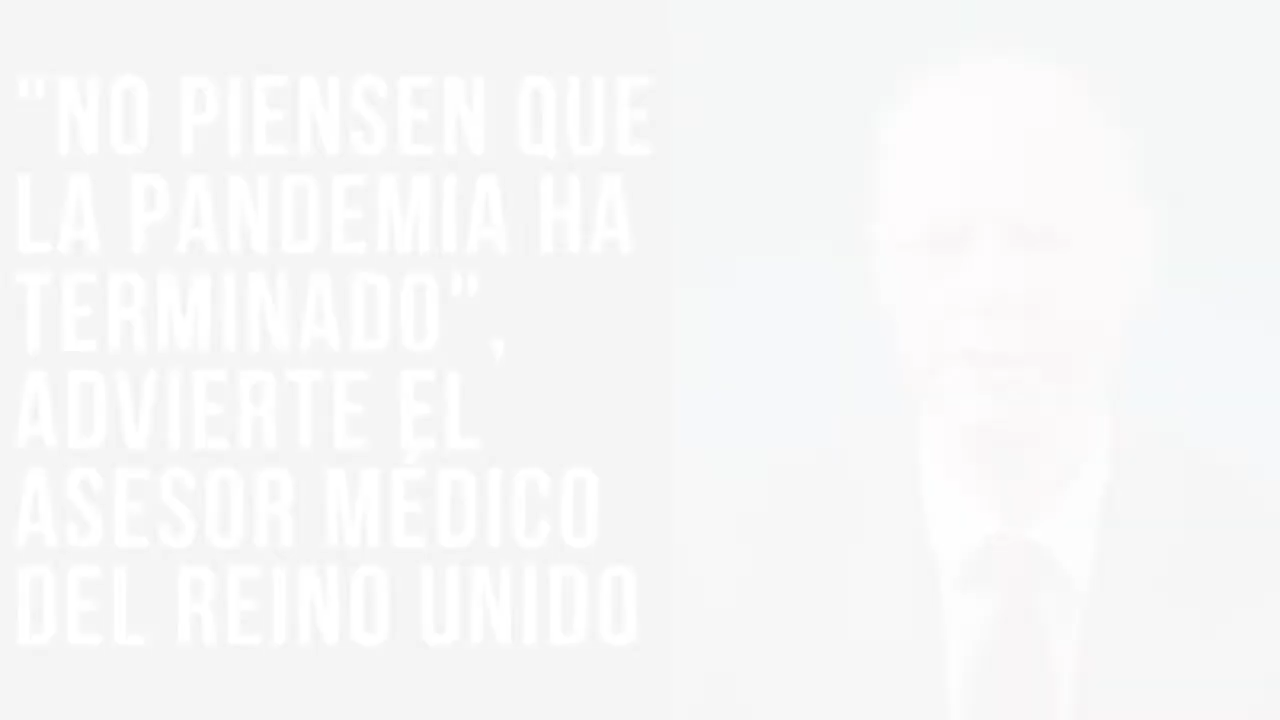 "NO PIENSEN QUE
LA PANDEMIA HA
TERMINADO",
ADVIERTE EL
ASESOR MÉDICO
DEL REINO UNIDO